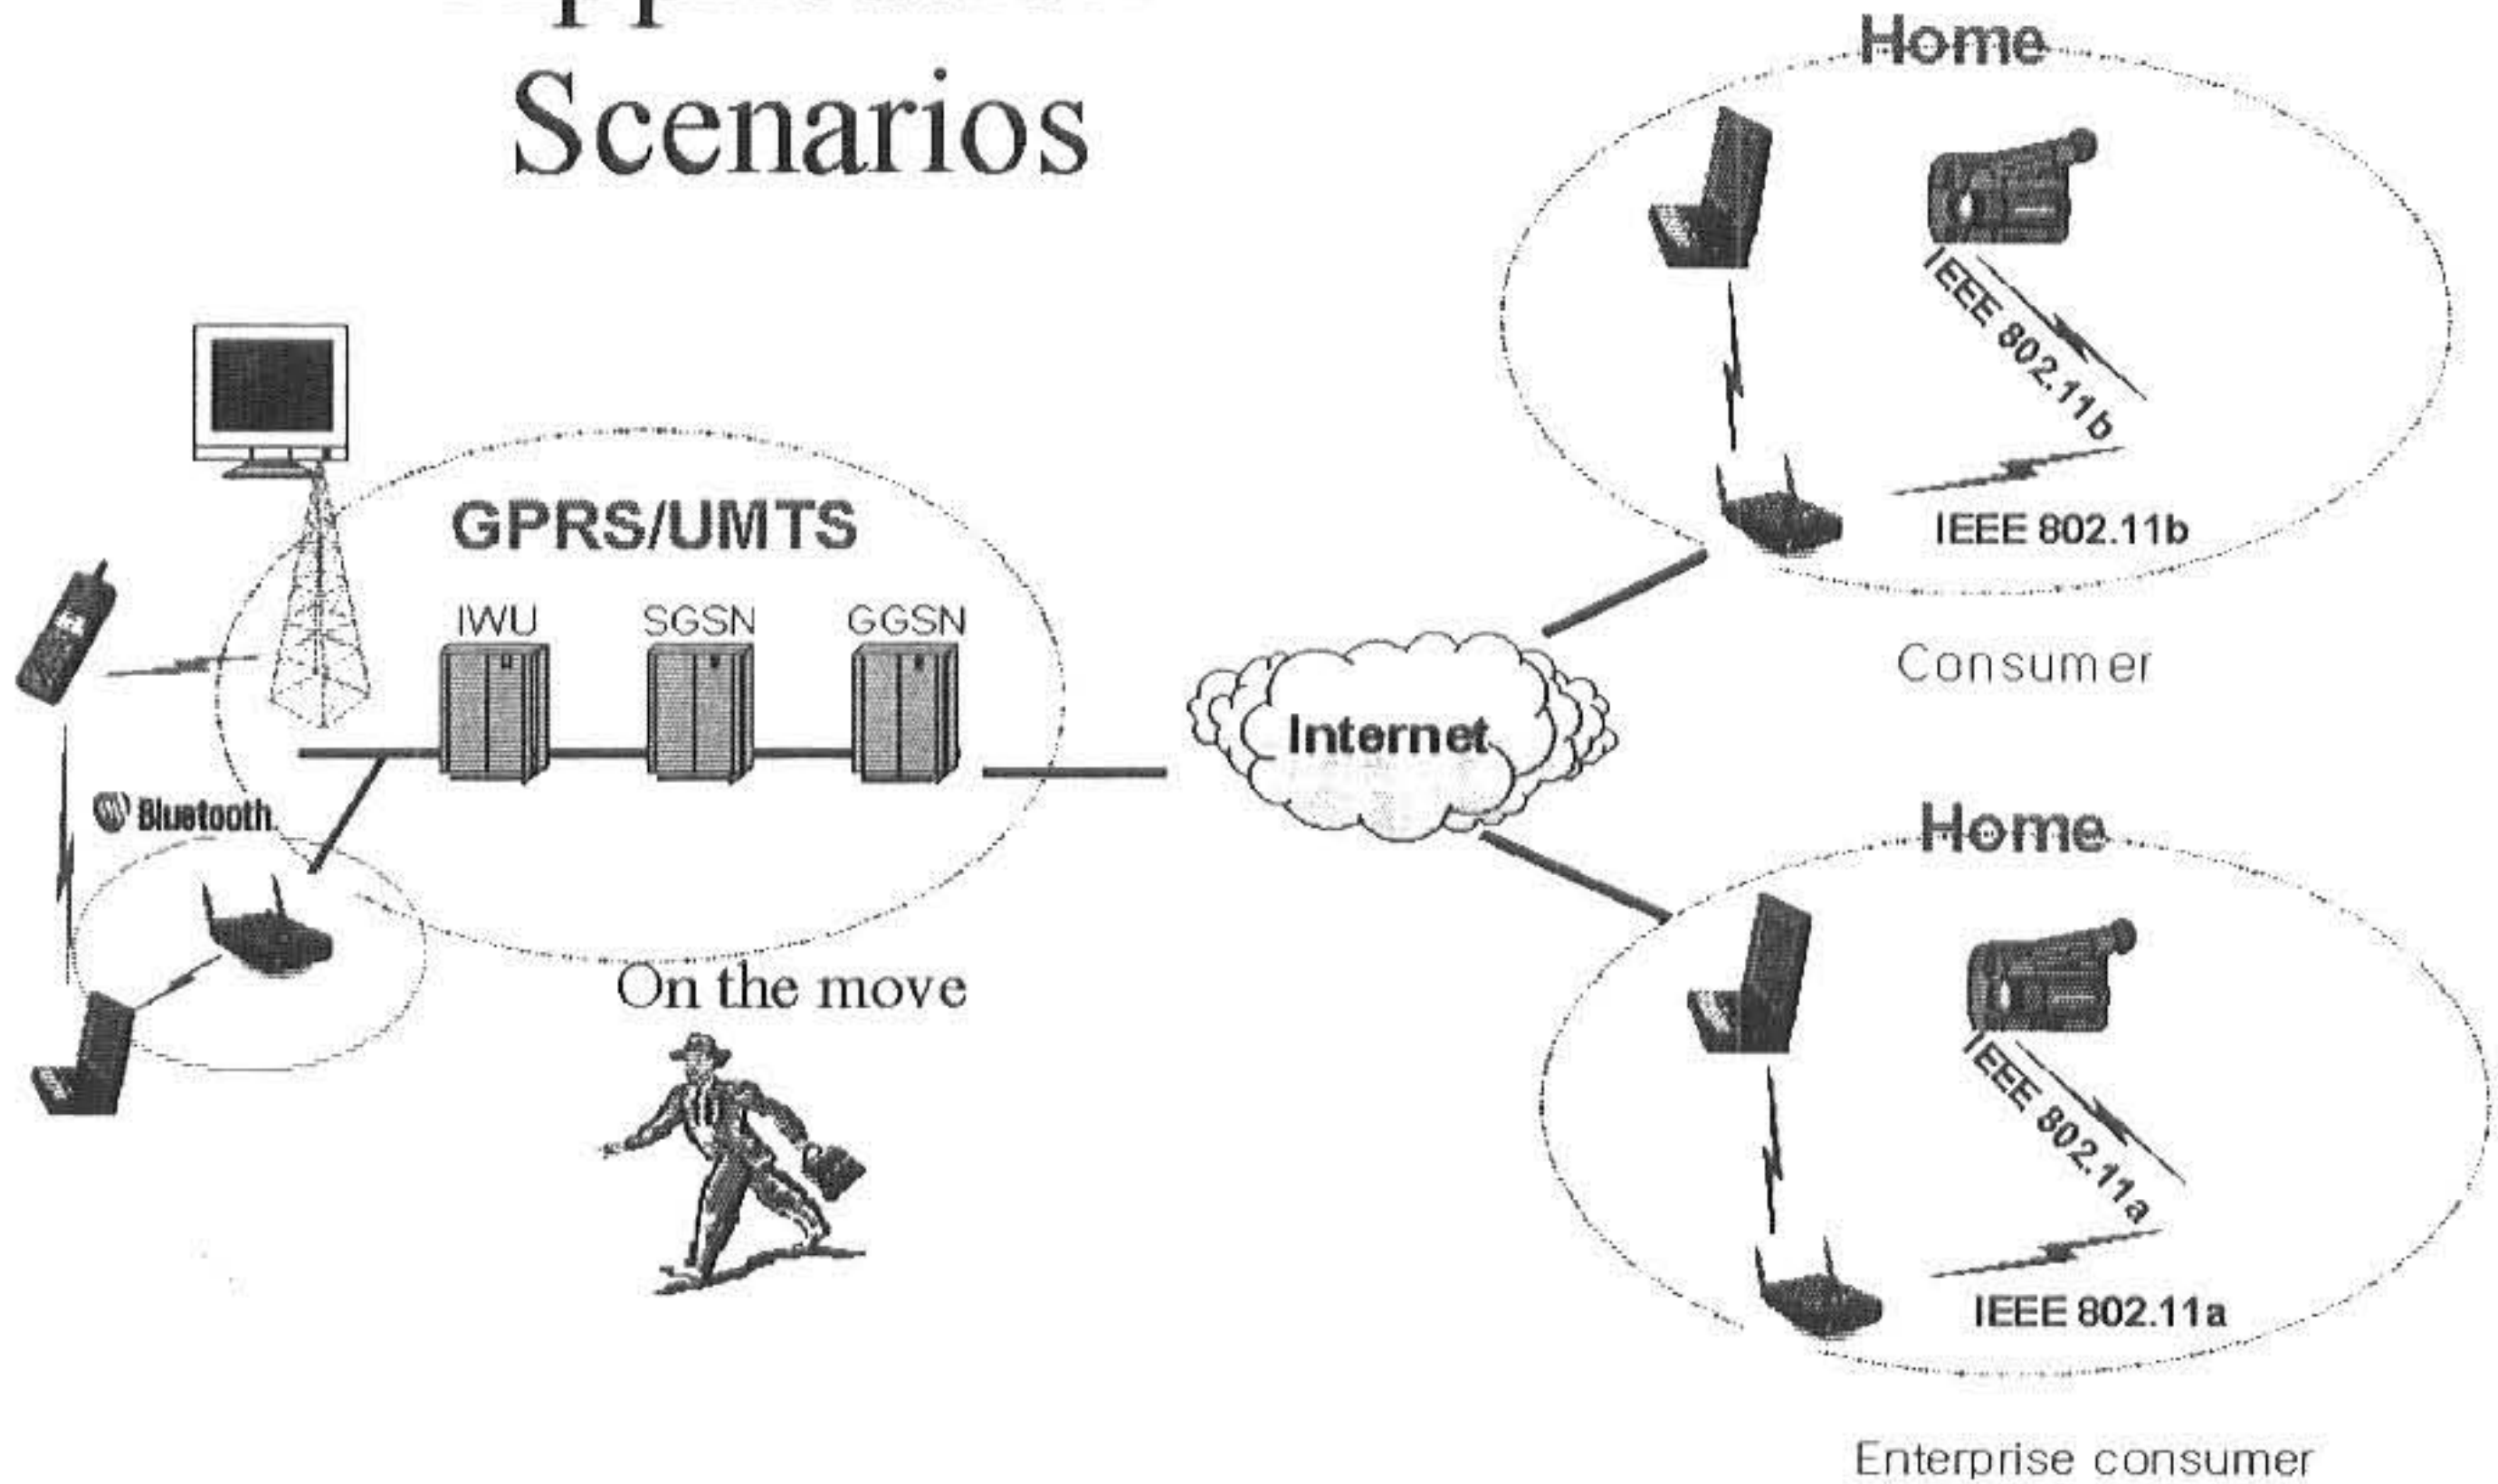 Scenarios
Home
IEEE 802.11b
IEEE 802.11b
Consumer
GPRS/UMTS
IWU SGSN GGSN
Internet
Bluetooth
On the move
Home
IEEE 802.11a
IEEE 802.11a
Enterprise consumer